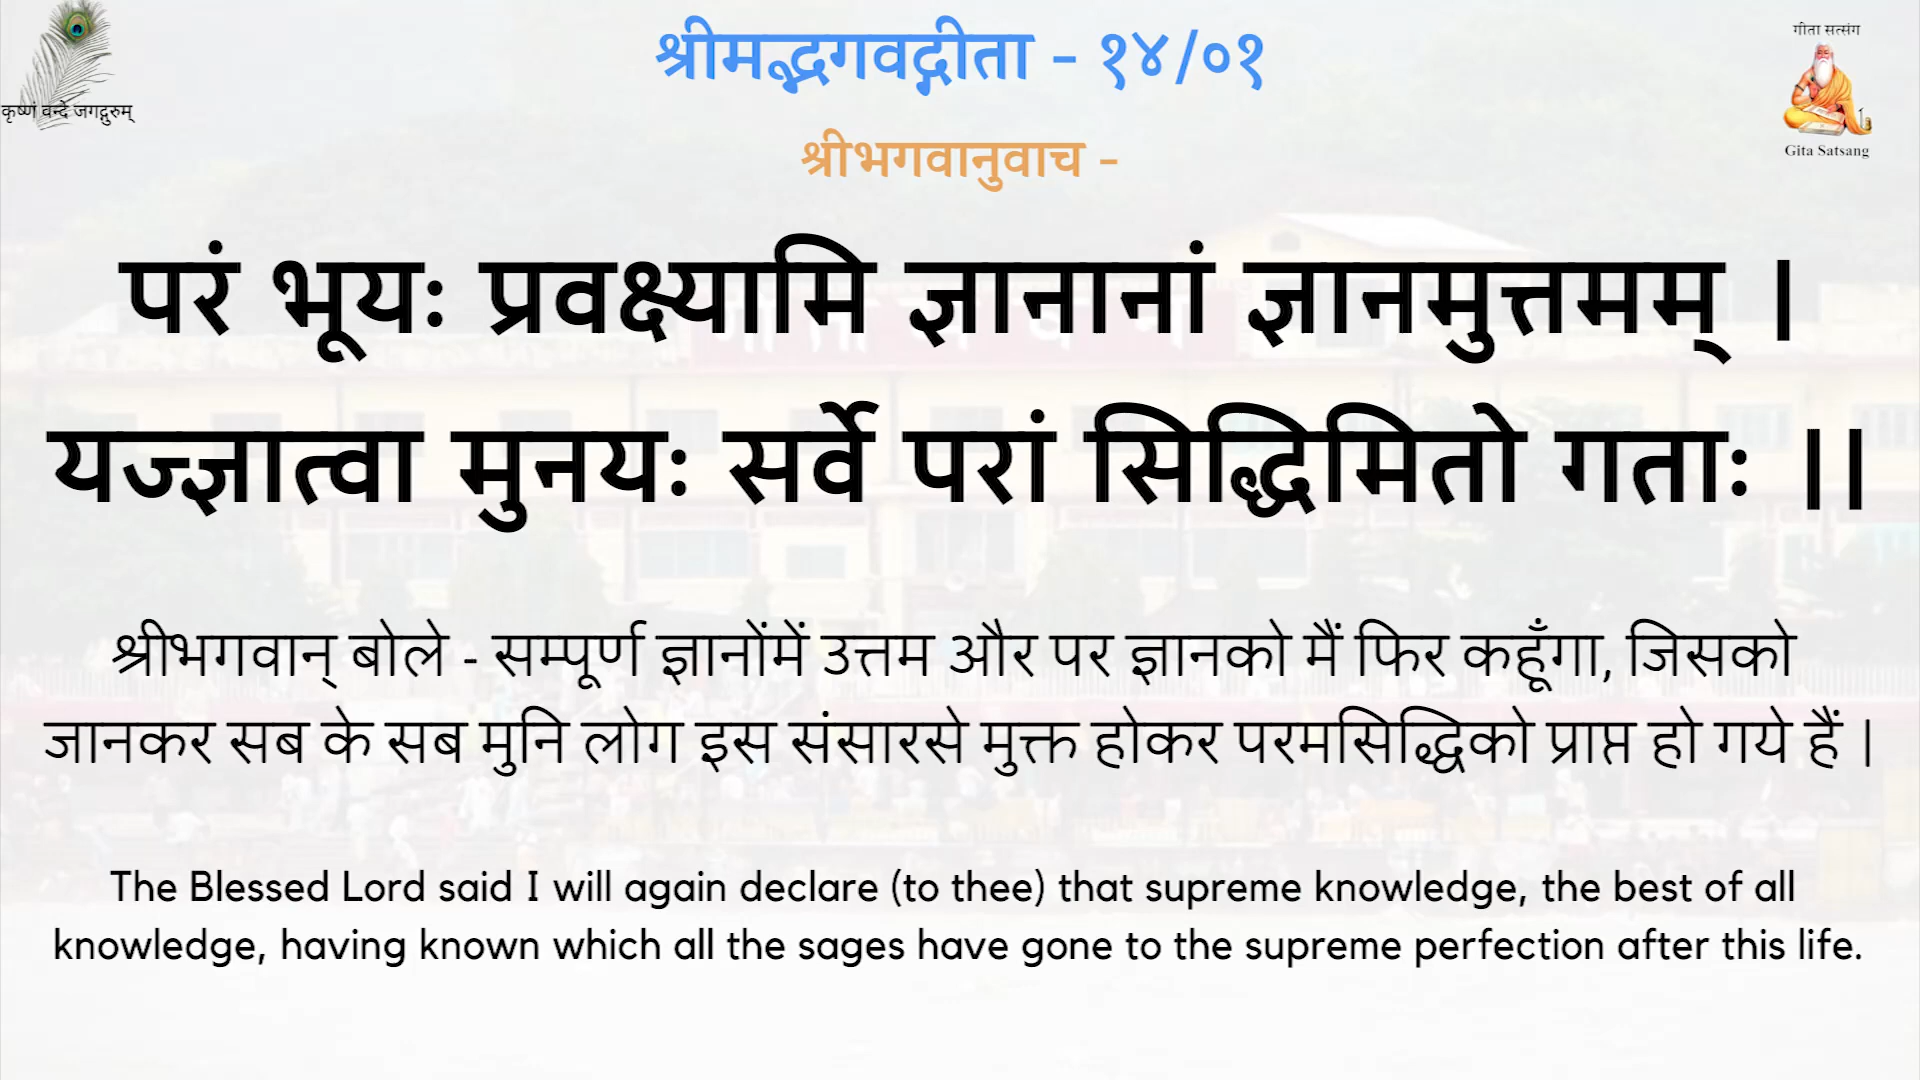 श्रीमद्भगवद्गीता - १४/०१
गीता सत्संग
कृष्णं वन्दे जगद्गुरुम्
Gita Satsang
श्रीभगवानुवाच -
परं भूयः प्रवक्ष्यामि ज्ञानानां ज्ञानमुत्तमम् ।
यज्ज्ञात्वा मुनयः सर्वे परां सिद्धिमितो गताः ।।
श्रीभगवान् बोले - सम्पूर्ण ज्ञानोंमें उत्तम और पर ज्ञानको मैं फिर कहूँगा, जिसको
जानकर सब के सब मुनि लोग इस संसारसे मुक्त होकर परमसिद्धिको प्राप्त हो गये हैं ।
The Blessed Lord said I will again declare (to thee) that supreme knowledge, the best of all
knowledge, having known which all the sages have gone to the supreme perfection after this life.